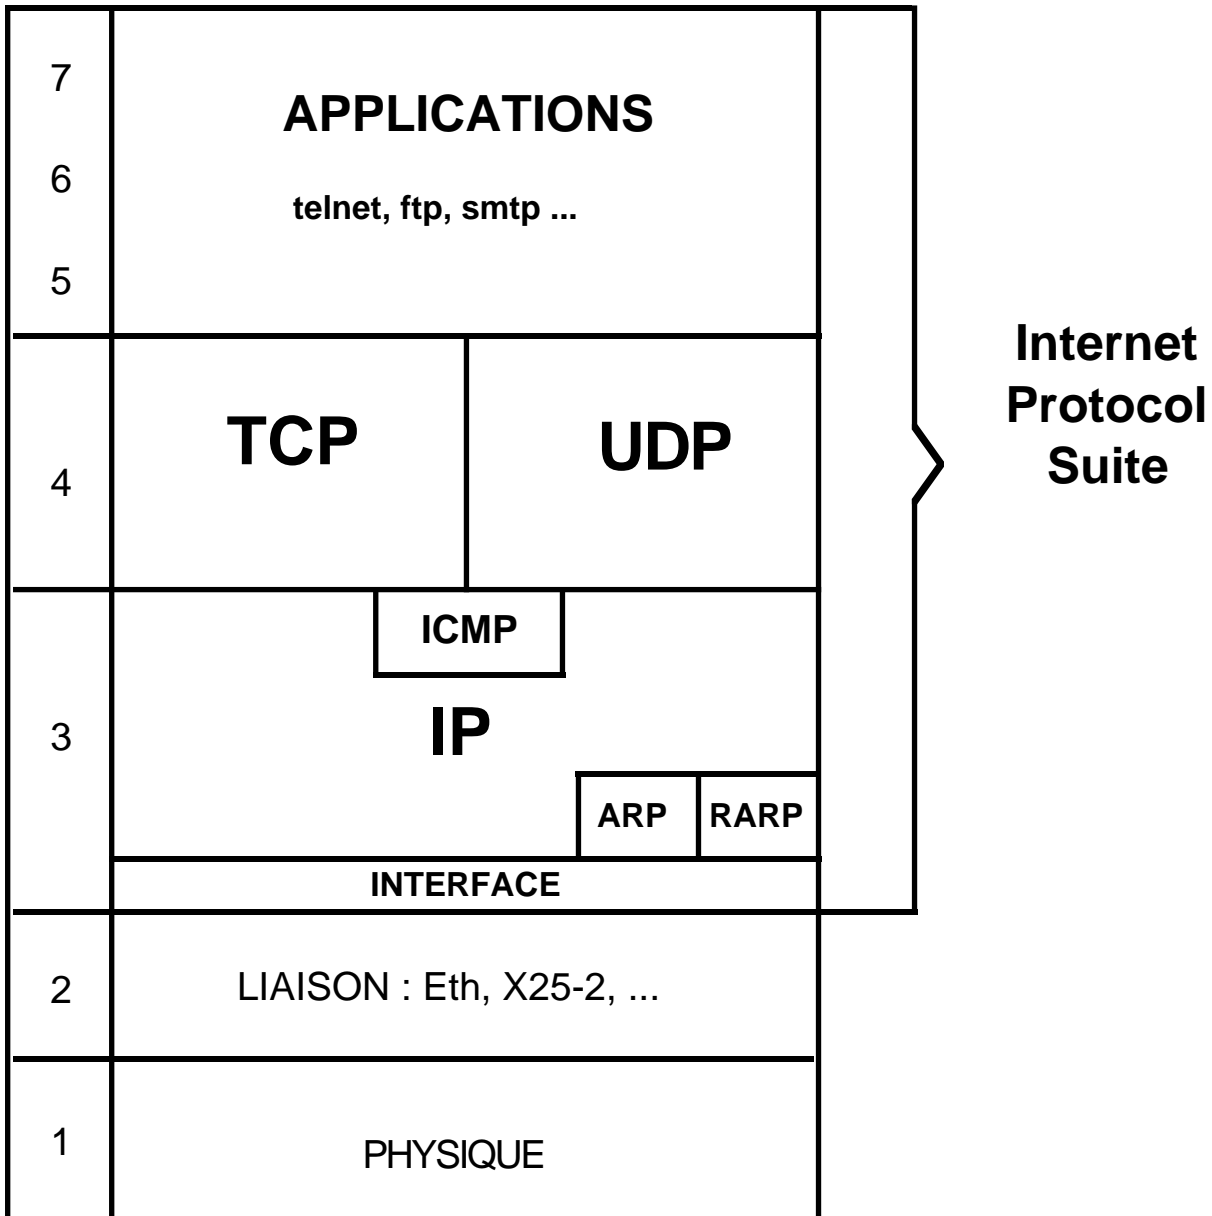 7
APPLICATIONS
6
telnet, ftp, smtp ...
5
Internet
Protocol
Suite
TCP
UDP
4
ICMP
3
IP
ARP
RARP
INTERFACE
2
LIAISON : Eth, X25-2, ...
1
PHYSIQUE